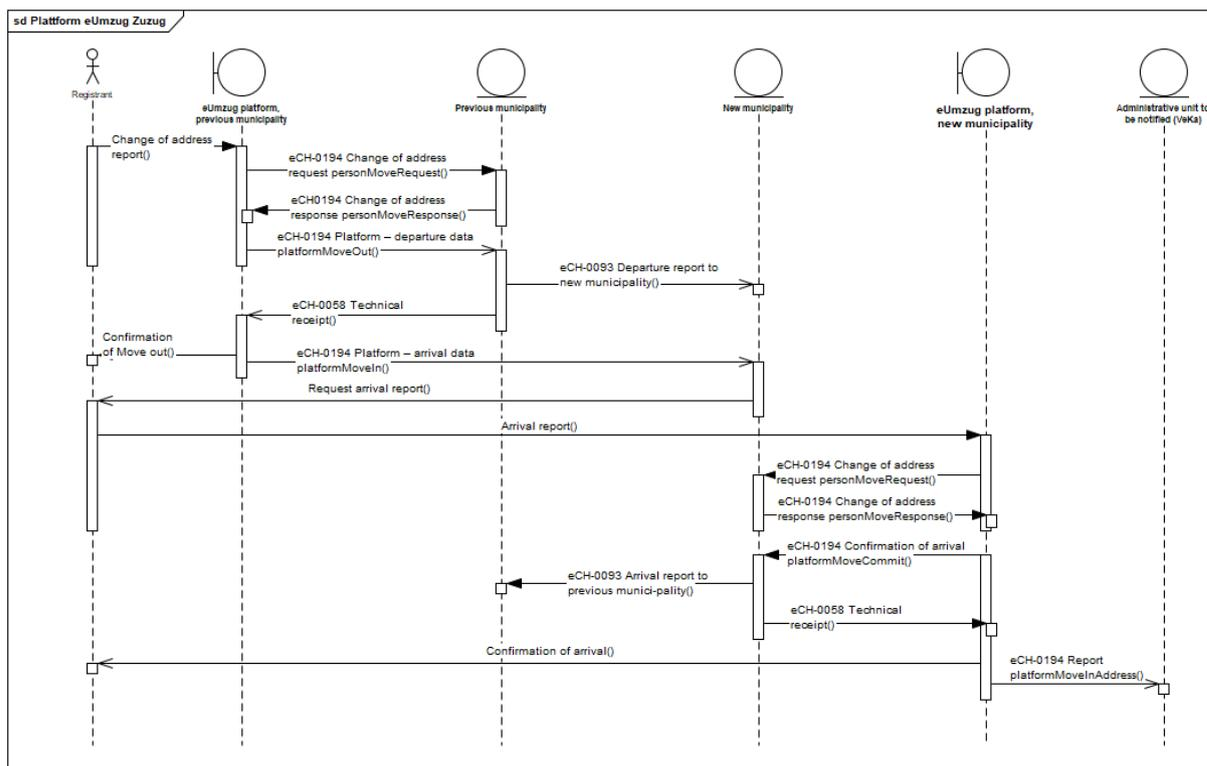 sd Plattform eUmzug Zuzug
Registrant
eUmzug platform,
previous municipality
Previous municipality
New municipality
eUmzug platform,
new municipality
Administrative unit to
be notified (VeKa)
Change of address
report()
eCH-0194 Change of address
request personMoveRequest()
eCH0194 Change of address
response personMoveResponse()
eCH-0194 Platform – departure data
platformMoveOut()
eCH-0093 Departure report to
new municipality()
eCH-0058 Technical
receipt()
Confirmation
of Move out()
eCH-0194 Platform – arrival data
platformMoveIn()
Request arrival report()
Arrival report()
eCH-0194 Change of address
request personMoveRequest()
eCH-0194 Change of address
response personMoveResponse()
eCH-0194 Confirmation of arrival
platformMoveCommit()
eCH-0093 Arrival report to
previous munici-pality()
eCH-0058 Technical
receipt()
Confirmation of arrival()
eCH-0194 Report
platformMoveInAddress()